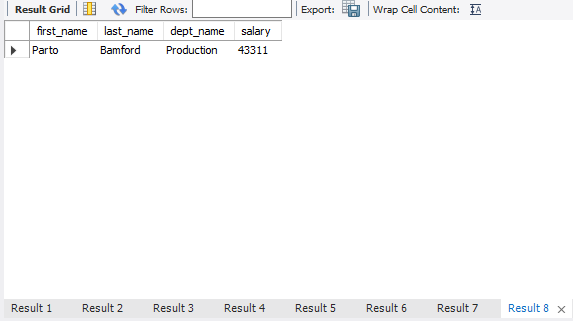 Result Grid Filter Rows: Export: Wrap Cell Content:
first_name last_name dept_name salary
Parto Bamford Production 43311
Result 1 Result 2 Result 3 Result 4 Result 5 Result 6 Result 7 Result 8